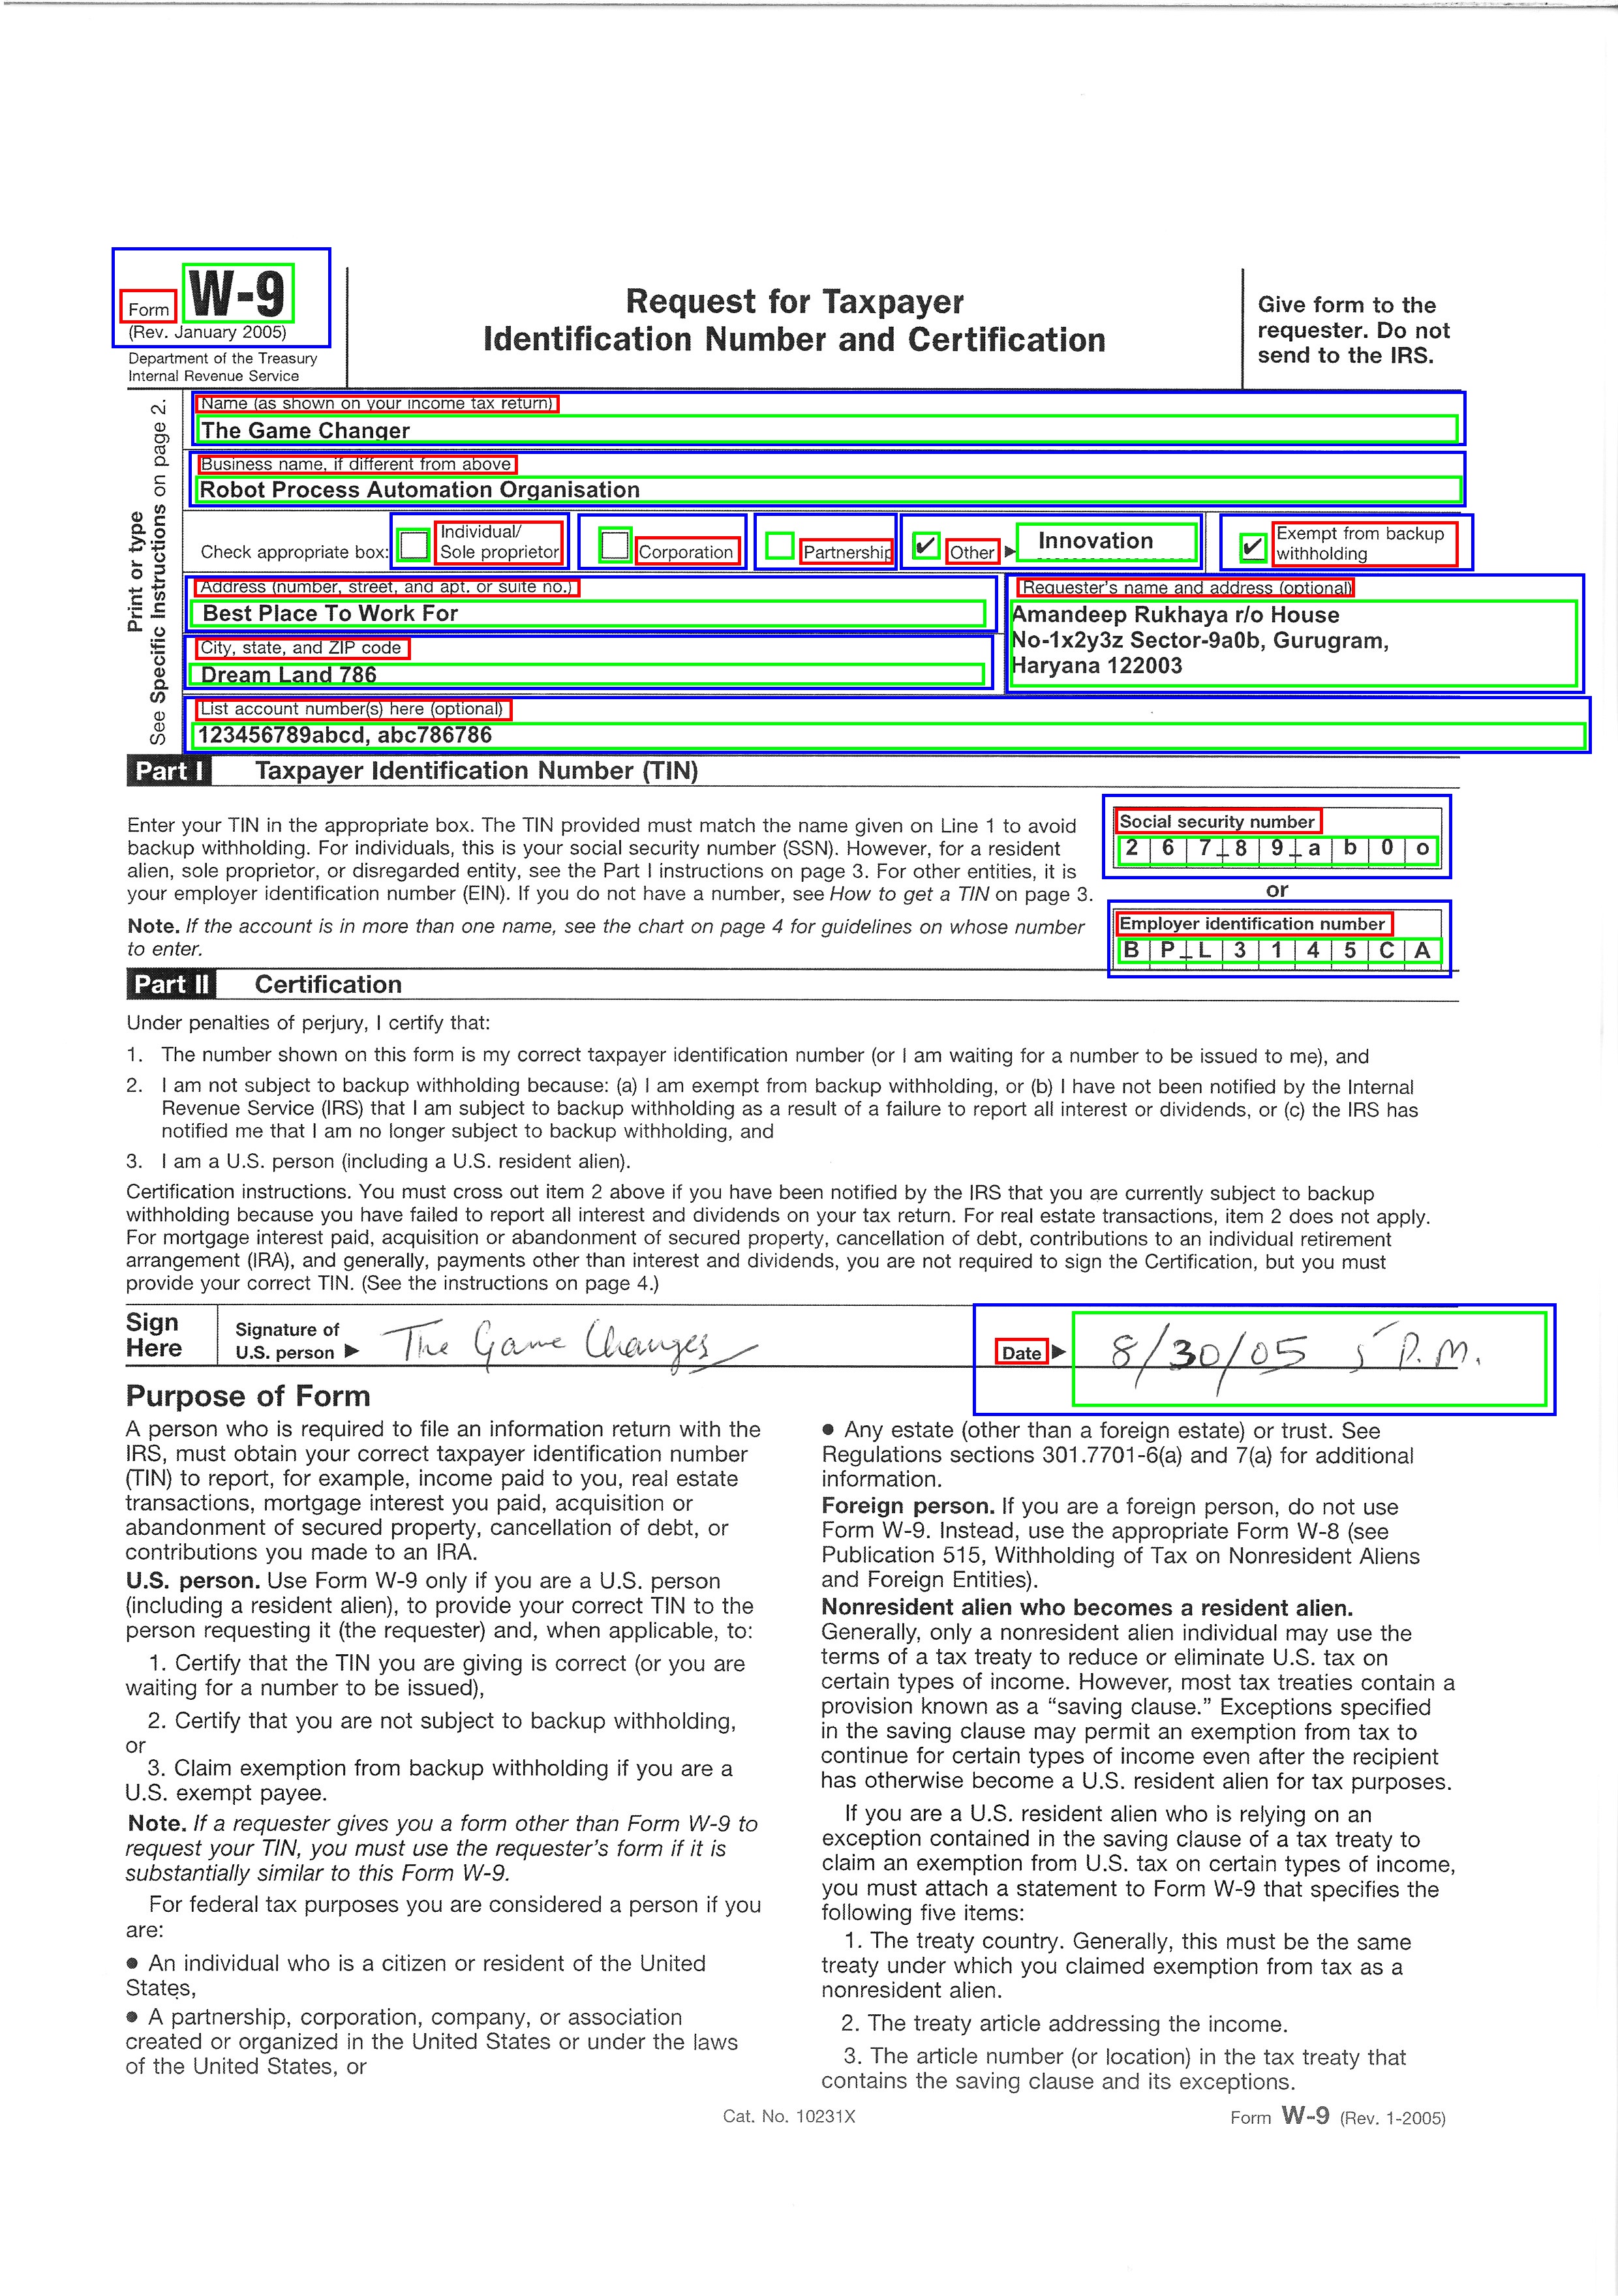 Form W-9
(Rev. January 2005)
Department of the Treasury
Internal Revenue Service
Request for Taxpayer
Identification Number and Certification
Give form to the
requester. Do not
send to the IRS.
Print or type
See Specific Instructions on page 2.
Name (as shown on your income tax return)
The Game Changer
Business name, if different from above
Robot Process Automation Organisation
Check appropriate box: Individual/ Sole proprietor Corporation Partnership ✔ Other ▶ Innovation ✔ Exempt from backup withholding
Address (number, street, and apt. or suite no.)
Best Place To Work For
Requester's name and address (optional)
Amandeep Rukhaya r/o House
No-1x2y3z Sector-9a0b, Gurugram,
Haryana 122003
City, state, and ZIP code
Dream Land 786
List account number(s) here (optional)
123456789abcd, abc786786
Part I Taxpayer Identification Number (TIN)
Enter your TIN in the appropriate box. The TIN provided must match the name given on Line 1 to avoid
backup withholding. For individuals, this is your social security number (SSN). However, for a resident
alien, sole proprietor, or disregarded entity, see the Part I instructions on page 3. For other entities, it is
your employer identification number (EIN). If you do not have a number, see How to get a TIN on page 3.
Note. If the account is in more than one name, see the chart on page 4 for guidelines on whose number
to enter.
Social security number
2 6 7 8 9 a b 0 o
or
Employer identification number
B P L 3 1 4 5 C A
Part II Certification
Under penalties of perjury, I certify that:
1. The number shown on this form is my correct taxpayer identification number (or I am waiting for a number to be issued to me), and
2. I am not subject to backup withholding because: (a) I am exempt from backup withholding, or (b) I have not been notified by the Internal
Revenue Service (IRS) that I am subject to backup withholding as a result of a failure to report all interest or dividends, or (c) the IRS has
notified me that I am no longer subject to backup withholding, and
3. I am a U.S. person (including a U.S. resident alien).
Certification instructions. You must cross out item 2 above if you have been notified by the IRS that you are currently subject to backup
withholding because you have failed to report all interest and dividends on your tax return. For real estate transactions, item 2 does not apply.
For mortgage interest paid, acquisition or abandonment of secured property, cancellation of debt, contributions to an individual retirement
arrangement (IRA), and generally, payments other than interest and dividends, you are not required to sign the Certification, but you must
provide your correct TIN. (See the instructions on page 4.)
Sign
Here
Signature of
U.S. person ▶ The Game Changes
Date ▶ 8/30/05 5 P.M.
Purpose of Form
A person who is required to file an information return with the
IRS, must obtain your correct taxpayer identification number
(TIN) to report, for example, income paid to you, real estate
transactions, mortgage interest you paid, acquisition or
abandonment of secured property, cancellation of debt, or
contributions you made to an IRA.
U.S. person. Use Form W-9 only if you are a U.S. person
(including a resident alien), to provide your correct TIN to the
person requesting it (the requester) and, when applicable, to:
1. Certify that the TIN you are giving is correct (or you are
waiting for a number to be issued),
2. Certify that you are not subject to backup withholding,
or
3. Claim exemption from backup withholding if you are a
U.S. exempt payee.
Note. If a requester gives you a form other than Form W-9 to
request your TIN, you must use the requester's form if it is
substantially similar to this Form W-9.
For federal tax purposes you are considered a person if you
are:
● An individual who is a citizen or resident of the United
States,
● A partnership, corporation, company, or association
created or organized in the United States or under the laws
of the United States, or
● Any estate (other than a foreign estate) or trust. See
Regulations sections 301.7701-6(a) and 7(a) for additional
information.
Foreign person. If you are a foreign person, do not use
Form W-9. Instead, use the appropriate Form W-8 (see
Publication 515, Withholding of Tax on Nonresident Aliens
and Foreign Entities).
Nonresident alien who becomes a resident alien.
Generally, only a nonresident alien individual may use the
terms of a tax treaty to reduce or eliminate U.S. tax on
certain types of income. However, most tax treaties contain a
provision known as a “saving clause.” Exceptions specified
in the saving clause may permit an exemption from tax to
continue for certain types of income even after the recipient
has otherwise become a U.S. resident alien for tax purposes.
If you are a U.S. resident alien who is relying on an
exception contained in the saving clause of a tax treaty to
claim an exemption from U.S. tax on certain types of income,
you must attach a statement to Form W-9 that specifies the
following five items:
1. The treaty country. Generally, this must be the same
treaty under which you claimed exemption from tax as a
nonresident alien.
2. The treaty article addressing the income.
3. The article number (or location) in the tax treaty that
contains the saving clause and its exceptions.
Cat. No. 10231X
Form W-9 (Rev. 1-2005)